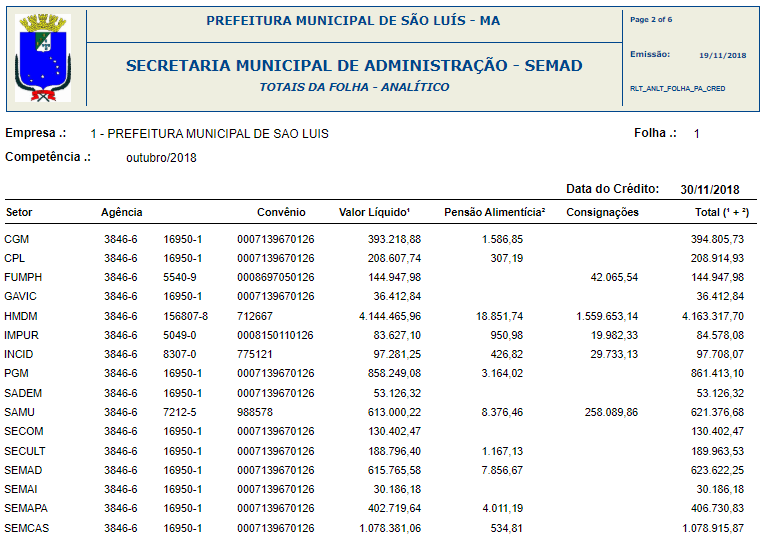 PREFEITURA MUNICIPAL DE SÃO LUÍS - MA
Page 2 of 6
SECRETARIA MUNICIPAL DE ADMINISTRAÇÃO - SEMAD
Emissão: 19/11/2018
TOTAIS DA FOLHA - ANALÍTICO
RLT_ANLT_FOLHA_PA_CRED
Empresa .: 1 - PREFEITURA MUNICIPAL DE SAO LUIS Folha .: 1
Competência .: outubro/2018
Data do Crédito: 30/11/2018
Setor Agência Convênio Valor Líquido¹ Pensão Alimentícia² Consignações Total (¹ + ²)
CGM 3846-6 16950-1 0007139670126 393.218,88 1.586,85 394.805,73
CPL 3846-6 16950-1 0007139670126 208.607,74 307,19 208.914,93
FUMPH 3846-6 5540-9 0008697050126 144.947,98 42.065,54 144.947,98
GAVIC 3846-6 16950-1 0007139670126 36.412,84 36.412,84
HMDM 3846-6 156807-8 712667 4.144.465,96 18.851,74 1.559.653,14 4.163.317,70
IMPUR 3846-6 5049-0 0008150110126 83.627,10 950,98 19.982,33 84.578,08
INCID 3846-6 8307-0 775121 97.281,25 426,82 29.733,13 97.708,07
PGM 3846-6 16950-1 0007139670126 858.249,08 3.164,02 861.413,10
SADEM 3846-6 16950-1 0007139670126 53.126,32 53.126,32
SAMU 3846-6 7212-5 988578 613.000,22 8.376,46 258.089,86 621.376,68
SECOM 3846-6 16950-1 0007139670126 130.402,47 130.402,47
SECULT 3846-6 16950-1 0007139670126 188.796,40 1.167,13 189.963,53
SEMAD 3846-6 16950-1 0007139670126 615.765,58 7.856,67 623.622,25
SEMAI 3846-6 16950-1 0007139670126 30.186,18 30.186,18
SEMAPA 3846-6 16950-1 0007139670126 402.719,64 4.011,19 406.730,83
SEMCAS 3846-6 16950-1 0007139670126 1.078.381,06 534,81 1.078.915,87